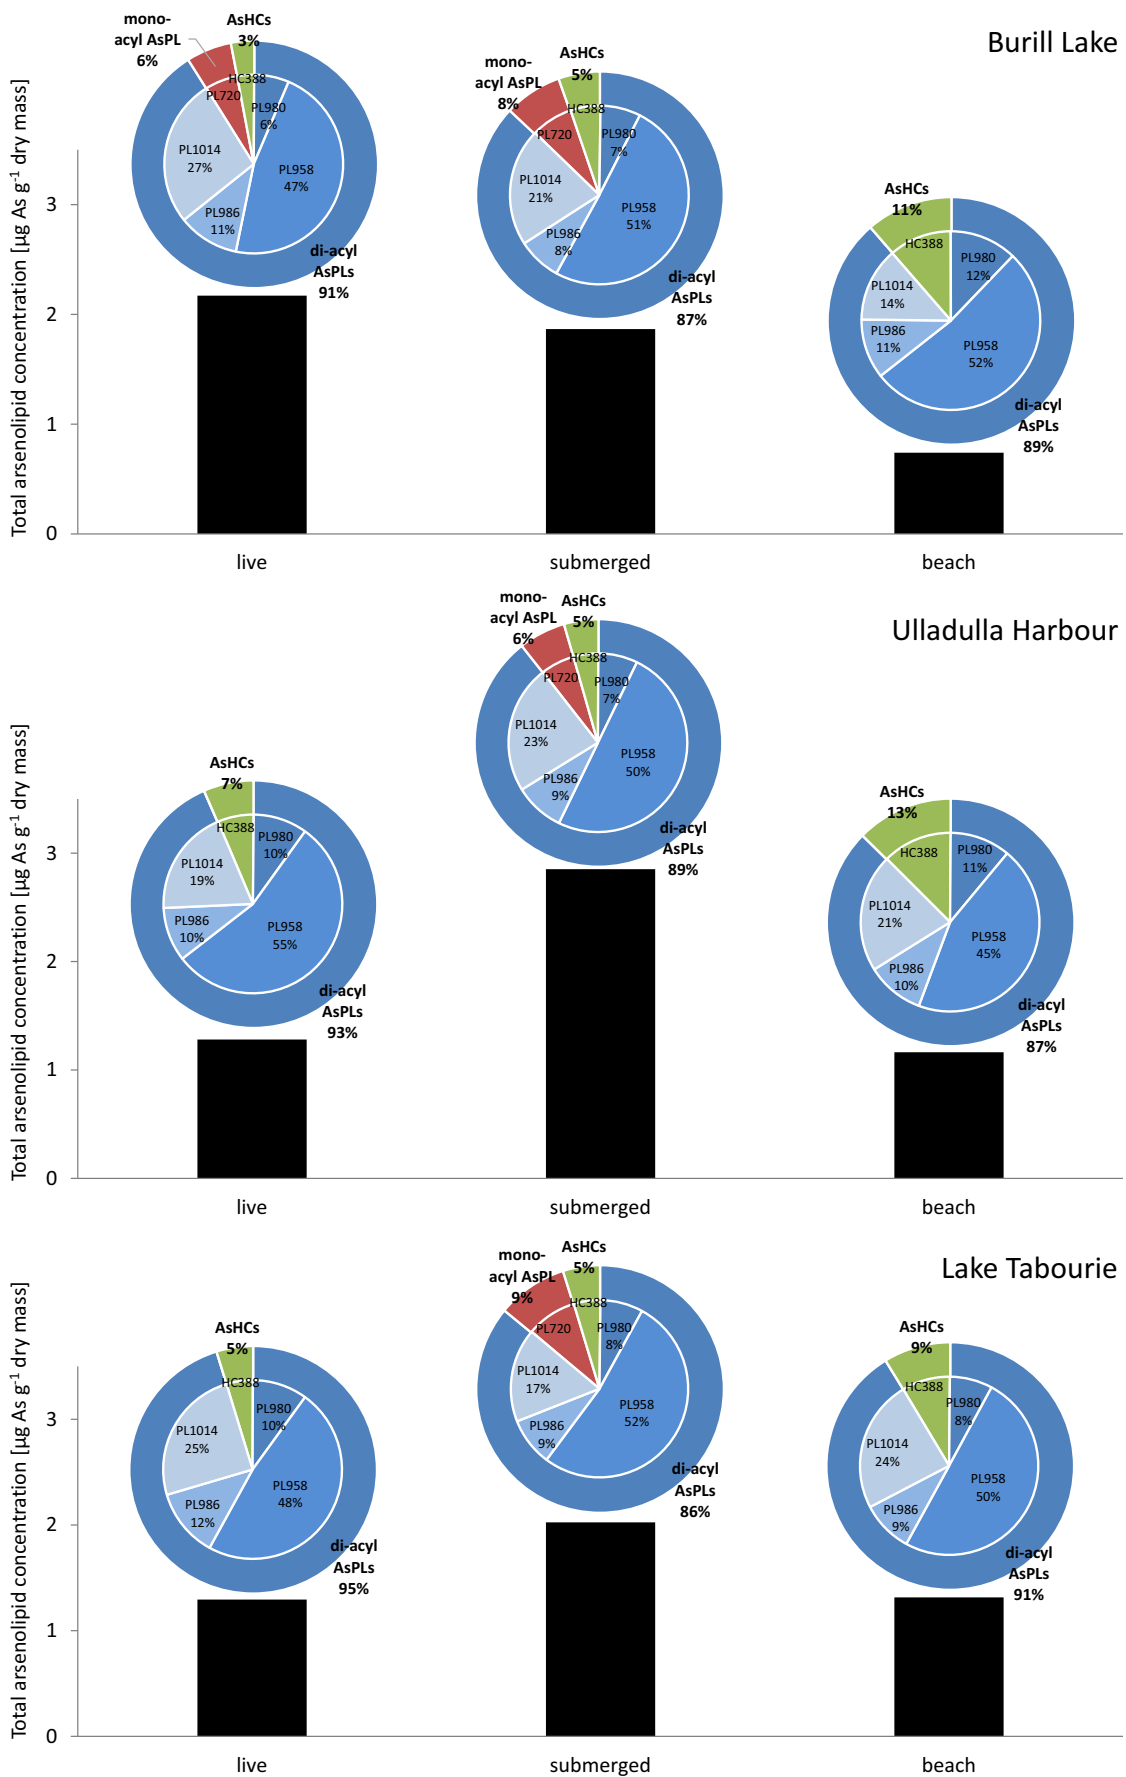 Burill Lake
Total arsenolipid concentration [µg As g-1 dry mass]
3
2
1
0
mono-
acyl AsPL
6%
AsHCs
3%
HC388
PL720
PL980
6%
PL1014
27%
PL958
47%
PL986
11%
di-acyl
AsPLs
91%
mono-
acyl AsPL
8%
AsHCs
5%
HC388
PL720
PL980
7%
PL1014
21%
PL958
51%
PL986
8%
di-acyl
AsPLs
87%
AsHCs
11%
HC388
PL980
12%
PL1014
14%
PL986
11%
PL958
52%
di-acyl
AsPLs
89%
live
submerged
beach
Ulladulla Harbour
Total arsenolipid concentration [µg As g-1 dry mass]
3
2
1
0
AsHCs
7%
HC388
PL980
10%
PL1014
19%
PL986
10%
PL958
55%
di-acyl
AsPLs
93%
mono-
acyl AsPL
6%
AsHCs
5%
HC388
PL720
PL980
7%
PL1014
23%
PL958
50%
PL986
9%
di-acyl
AsPLs
89%
AsHCs
13%
HC388
PL980
11%
PL1014
21%
PL958
45%
PL986
10%
di-acyl
AsPLs
87%
live
submerged
beach
Lake Tabourie
Total arsenolipid concentration [µg As g-1 dry mass]
3
2
1
0
AsHCs
5%
HC388
PL980
10%
PL1014
25%
PL958
48%
PL986
12%
di-acyl
AsPLs
95%
mono-
acyl AsPL
9%
AsHCs
5%
HC388
PL720
PL980
8%
PL1014
17%
PL958
52%
PL986
9%
di-acyl
AsPLs
86%
AsHCs
9%
HC388
PL980
8%
PL1014
24%
PL958
50%
PL986
9%
di-acyl
AsPLs
91%
live
submerged
beach